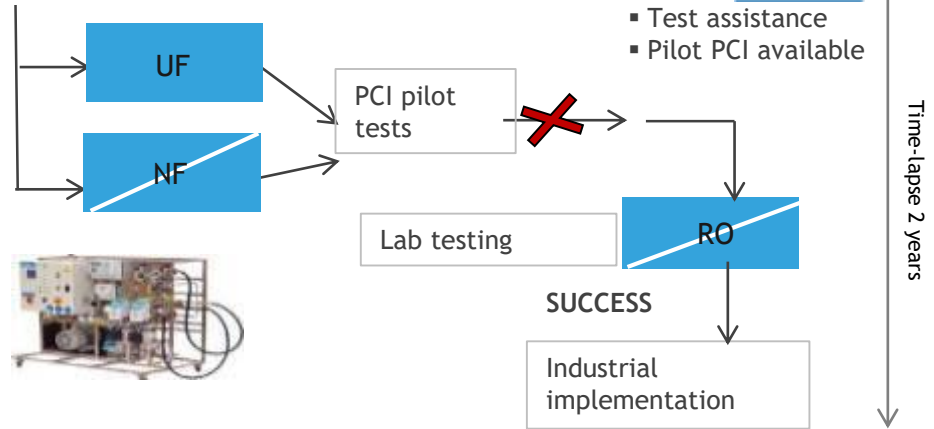 ▪ Test assistance
▪ Pilot PCI available
UF
PCI pilot
tests
NF
Time-lapse 2 years
Lab testing
RO
SUCCESS
Industrial
implementation